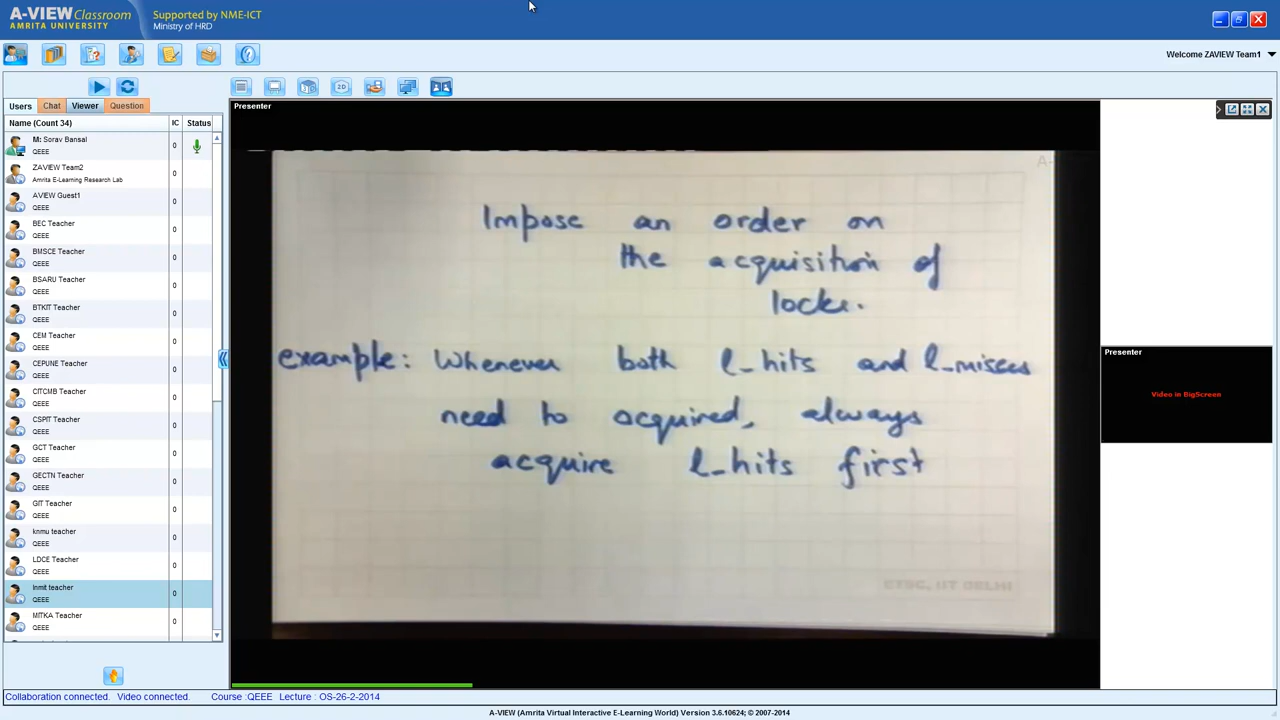 A-VIEW Classroom
AMRITA UNIVERSITY
Supported by NME-ICT
Ministry of HRD
Welcome ZAVIEW Team1
Users Chat Viewer Question
Name (Count 34) IC Status
M: Sorav Bansal
QEEE 0
ZAVIEW Team2
Amrita E-Learning Research Lab 0
AVIEW Guest1
QEEE 0
BEC Teacher
QEEE 0
BMSCE Teacher
QEEE 0
BSARU Teacher
QEEE 0
BTKIT Teacher
QEEE 0
CEM Teacher
QEEE 0
CEPUNE Teacher
QEEE 0
CITCMB Teacher
QEEE 0
CSPIT Teacher
QEEE 0
GCT Teacher
QEEE 0
GECTN Teacher
QEEE 0
GIT Teacher
QEEE 0
knmu teacher
QEEE 0
LDCE Teacher
QEEE 0
lnmit teacher
QEEE 0
MITKA Teacher
QEEE 0
Presenter
A-
Impose an order on
the acquisition of
locks.
example: Whenever both l_hits and l_misses
need to acquired, always
acquire l_hits first
ETSC, IIT DELHI
Presenter
Video in BigScreen
2D
Collaboration connected. Video connected. Course :QEEE Lecture : OS-26-2-2014
A-VIEW (Amrita Virtual Interactive E-Learning World) Version 3.6.10624; © 2007-2014